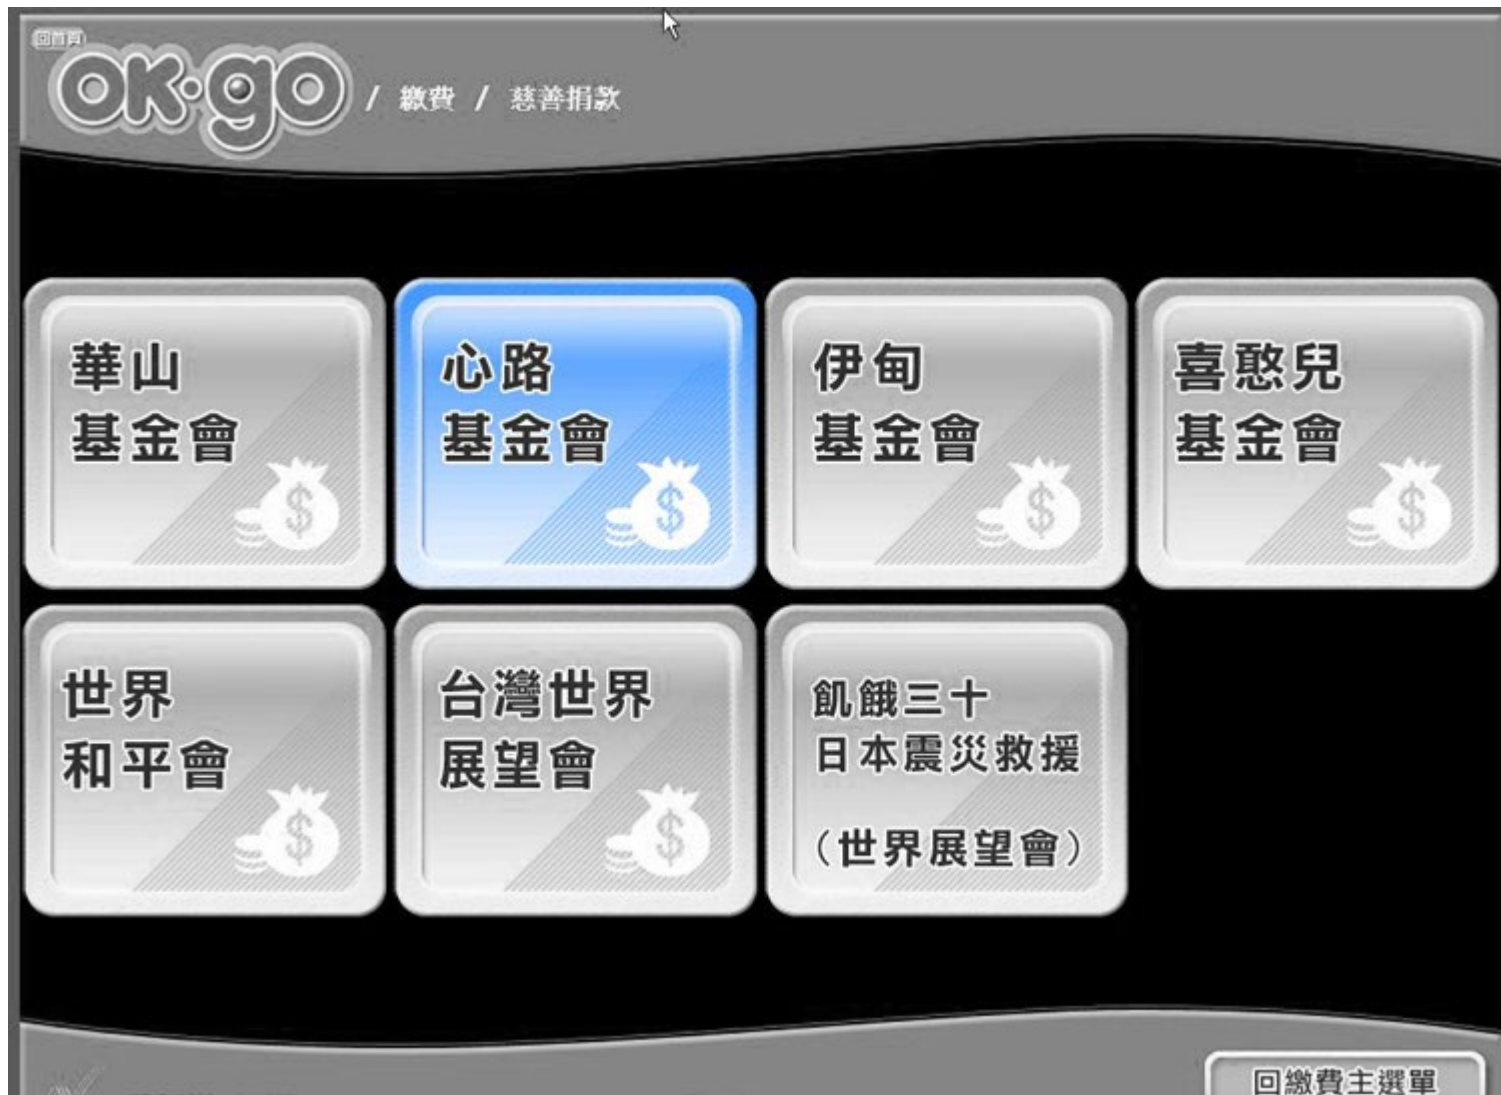 回首頁
OK·go / 繳費 / 慈善捐款
華山
基金會
心路
基金會
伊甸
基金會
喜憨兒
基金會
世界
和平會
台灣世界
展望會
飢餓三十
日本震災救援
（世界展望會）
回繳費主選單